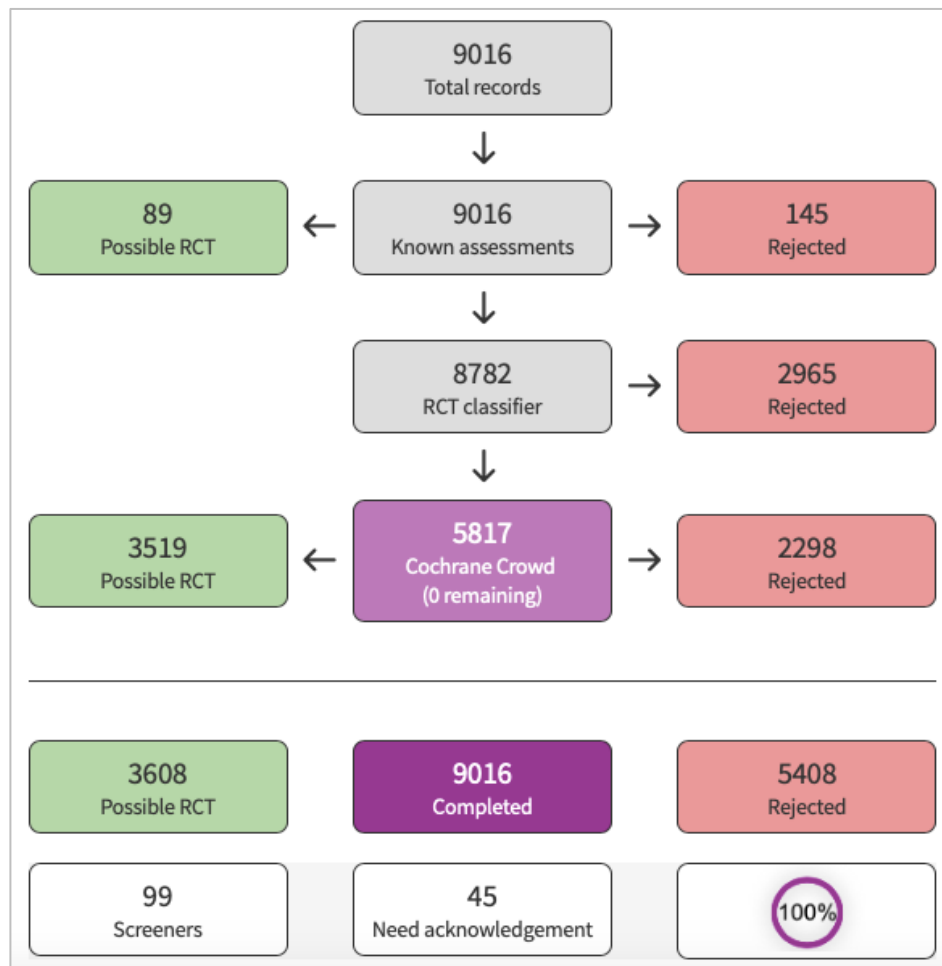 9016
Total records
89
Possible RCT
9016
Known assessments
145
Rejected
8782
RCT classifier
2965
Rejected
3519
Possible RCT
5817
Cochrane Crowd
(0 remaining)
2298
Rejected
3608
Possible RCT
9016
Completed
5408
Rejected
99
Screeners
45
Need acknowledgement
100%